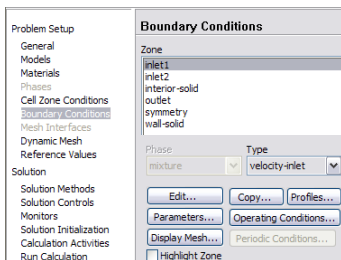 Problem Setup
General
Models
Materials
Phases
Cell Zone Conditions
Boundary Conditions
Mesh Interfaces
Dynamic Mesh
Reference Values
Solution
Solution Methods
Solution Controls
Monitors
Solution Initialization
Calculation Activities
Run Calculation
Boundary Conditions
Zone
inlet1
inlet2
interior-solid
outlet
symmetry
wall-solid
Phase Type
mixture velocity-inlet
Edit... Copy... Profiles...
Parameters... Operating Conditions...
Display Mesh... Periodic Conditions...
Highlight Zone